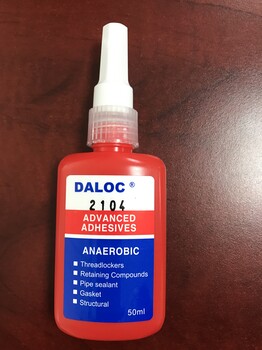 DALOC ®
2104
ADVANCED
ADHESIVES
ANAEROBIC
■ Threadlockers
■ Retaining Compounds
■ Pipe sealant
■ Gasket
■ Structural
50ml